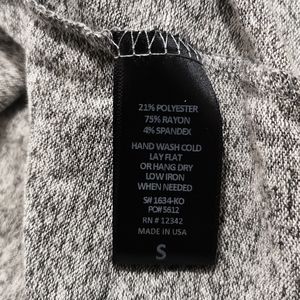 21% POLYESTER
75% RAYON
4% SPANDEX
HAND WASH COLD
LAY FLAT
OR HANG DRY
LOW IRON
WHEN NEEDED
S# 1634-KO
PO# 5612
RN # 12342
MADE IN USA
S